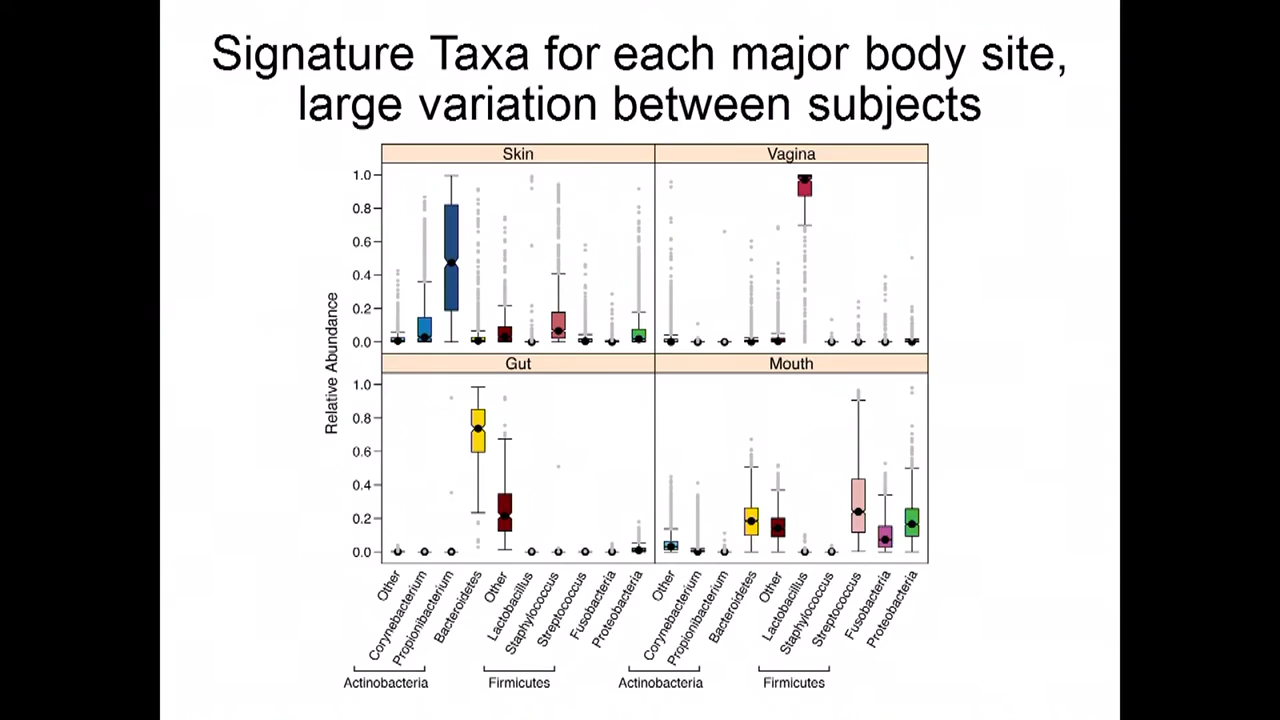 Signature Taxa for each major body site,
large variation between subjects
Skin
Vagina
1.0
0.8
0.6
0.4
0.2
0.0
Relative Abundance
Gut
Mouth
1.0
0.8
0.6
0.4
0.2
0.0
Other
Corynebacterium
Propionibacterium
Bacteroidetes
Other
Lactobacillus
Staphylococcus
Streptococcus
Fusobacteria
Proteobacteria
Other
Corynebacterium
Propionibacterium
Bacteroidetes
Other
Lactobacillus
Staphylococcus
Streptococcus
Fusobacteria
Proteobacteria
Actinobacteria
Firmicutes
Actinobacteria
Firmicutes